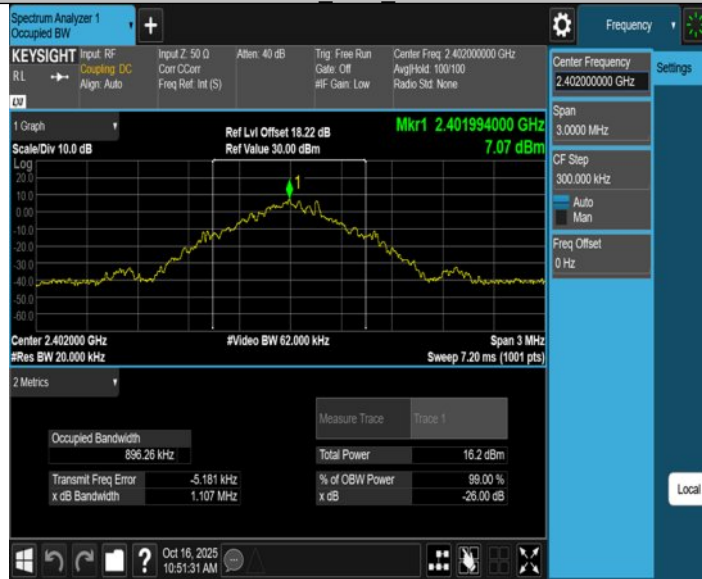 Spectrum Analyzer 1
Occupied BW
Frequency
KEYSIGHT
Input: RF
Coupling: DC
Align: Auto
Input Z: 50 Ω
Corr CCorr
Freq Ref: Int (S)
Atten: 40 dB
Trig: Free Run
Gate: Off
#IF Gain: Low
Center Freq: 2.402000000 GHz
Avg|Hold: 100/100
Radio Std: None
R L
LXI
Center Frequency
2.402000000 GHz
Settings
Span
3.0000 MHz
CF Step
300.000 kHz
Auto
Man
Freq Offset
0 Hz
1 Graph
Scale/Div 10.0 dB
Ref Lvl Offset 18.22 dB
Ref Value 30.00 dBm
Mkr1 2.401994000 GHz
7.07 dBm
Log
20.0
10.0
0.00
-10.0
-20.0
-30.0
-40.0
-50.0
-60.0
1
Center 2.402000 GHz
#Video BW 62.000 kHz
Span 3 MHz
#Res BW 20.000 kHz
Sweep 7.20 ms (1001 pts)
2 Metrics
Measure Trace
Trace 1
Occupied Bandwidth
896.26 kHz
Total Power
16.2 dBm
Transmit Freq Error
-5.181 kHz
% of OBW Power
99.00 %
x dB Bandwidth
1.107 MHz
x dB
-26.00 dB
Local
?
Oct 16, 2025
10:51:31 AM